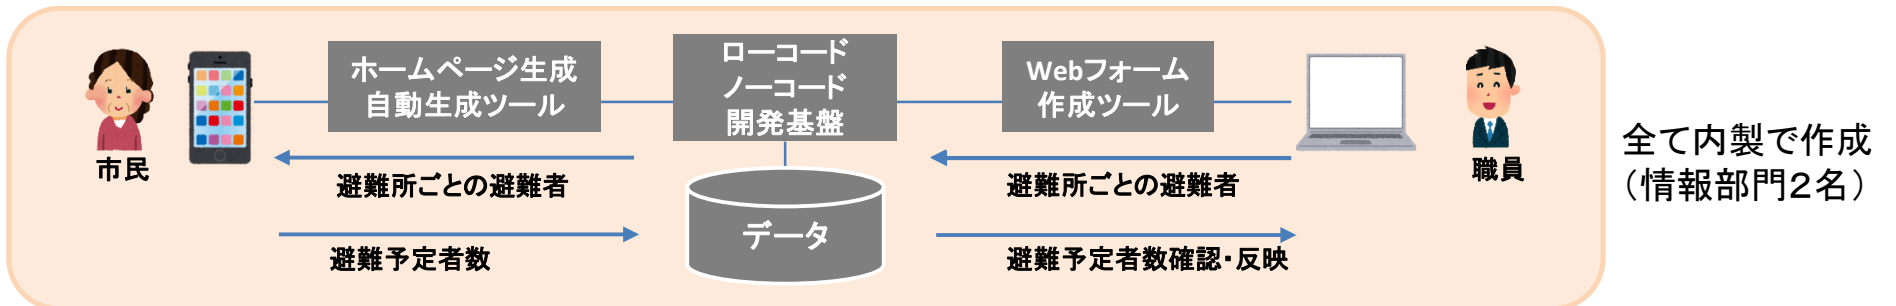 市民
ホームページ生成
自動生成ツール
ローコード
ノーコード
開発基盤
Webフォーム
作成ツール
職員
避難所ごとの避難者
避難所ごとの避難者
データ
避難予定者数
避難予定者数確認・反映
全て内製で作成
（情報部門２名）